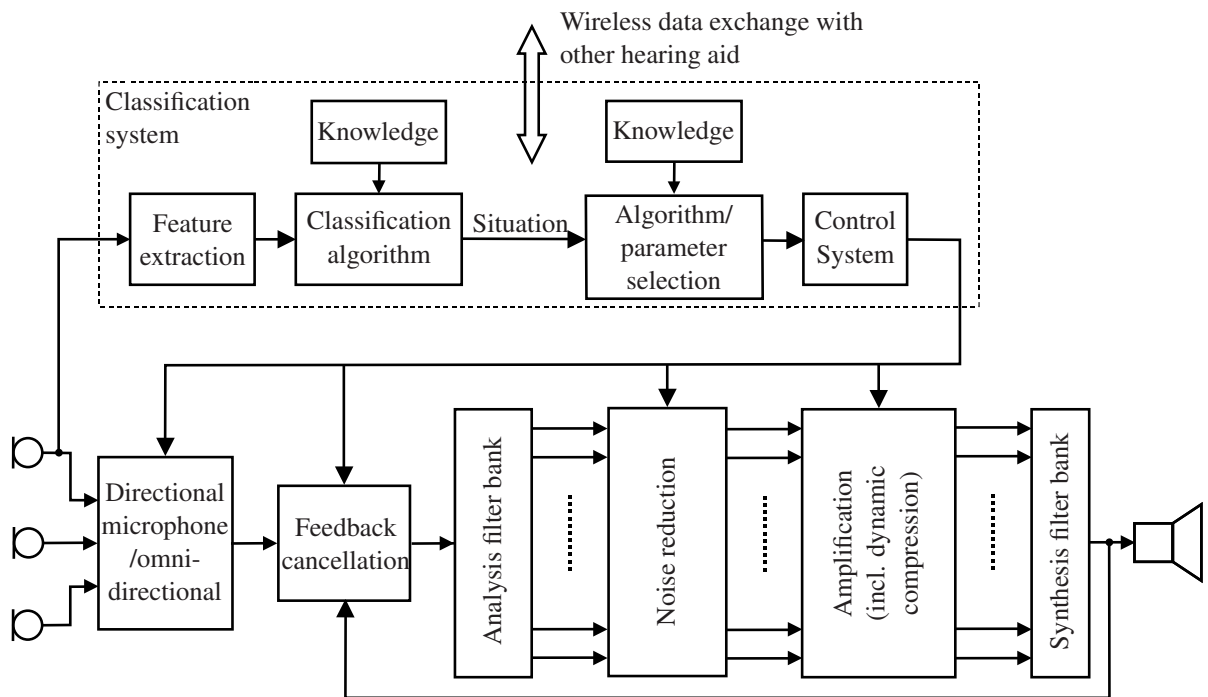 Wireless data exchange with
other hearing aid
Classification
system
Knowledge
Knowledge
Feature
extraction
Classification
algorithm
Situation
Algorithm/
parameter
selection
Control
System
Directional
microphone
/omni-
directional
Feedback
cancellation
Analysis filter bank
Noise reduction
Amplification
(incl. dynamic
compression)
Synthesis filter bank